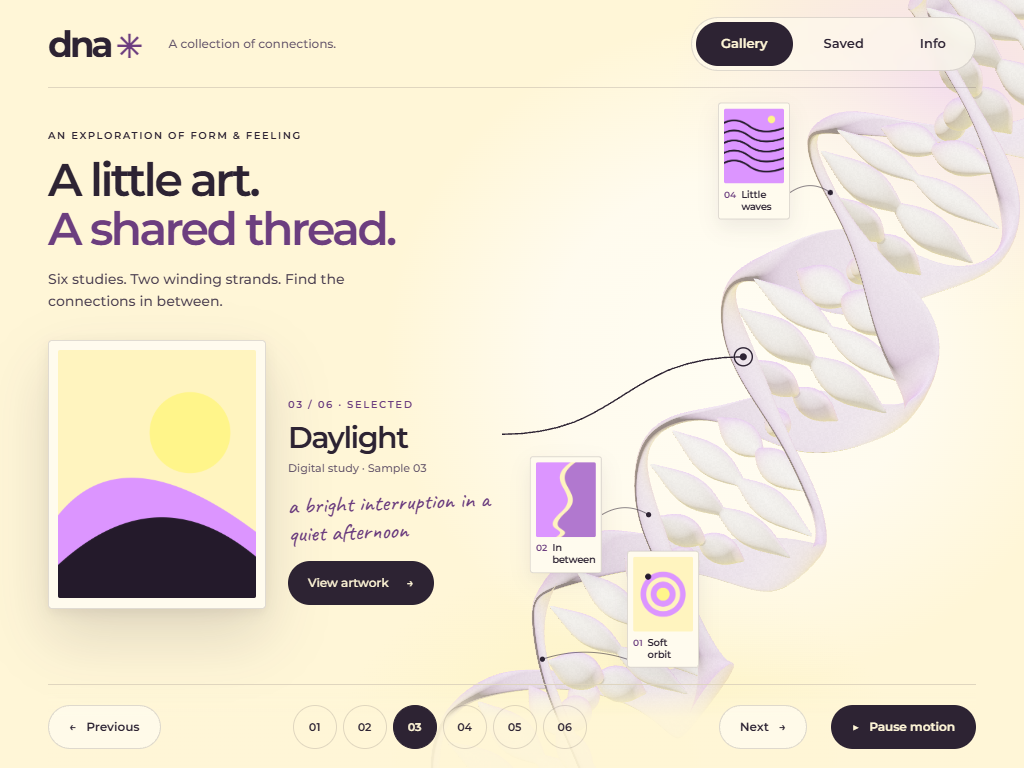 dna
A collection of connections.
Gallery
Saved
Info
AN EXPLORATION OF FORM & FEELING
A little art.
A shared thread.
Six studies. Two winding strands. Find the
connections in between.
04 Little
waves
03 / 06 · SELECTED
Daylight
Digital study · Sample 03
a bright interruption in a
quiet afternoon
View artwork →
02 In
between
01 Soft
orbit
← Previous
01
02
03
04
05
06
Next →
► Pause motion